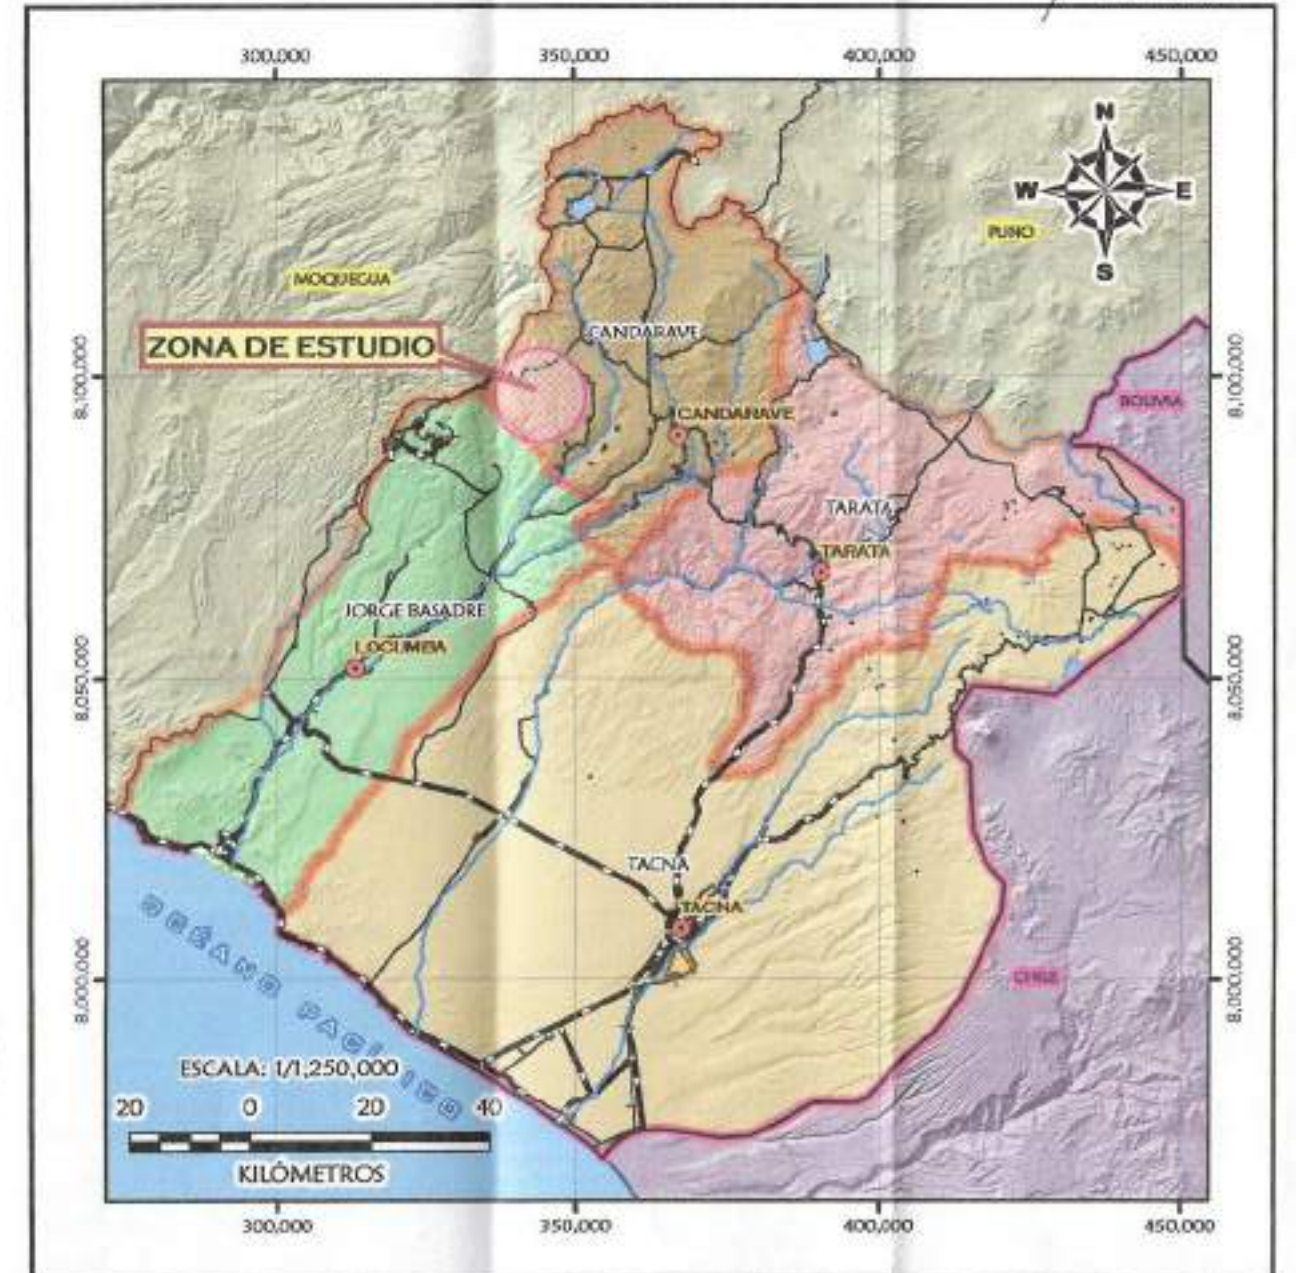 300,000 350,000 400,000 450,000
N
W E
S
PUNO
MOQUEGUA
CANDARAVE
ZONA DE ESTUDIO
8,100,000 8,100,000
BOLIVIA
CANDARAVE
TARATA
TARATA
JORGE BASADRE
LOCUMBA
8,050,000 8,050,000
TACNA
TACNA
OCÉANO PACÍFICO
8,000,000 8,000,000
CHILE
ESCALA: 1/1,250,000
20 0 20 40
KILÓMETROS
300,000 350,000 400,000 450,000